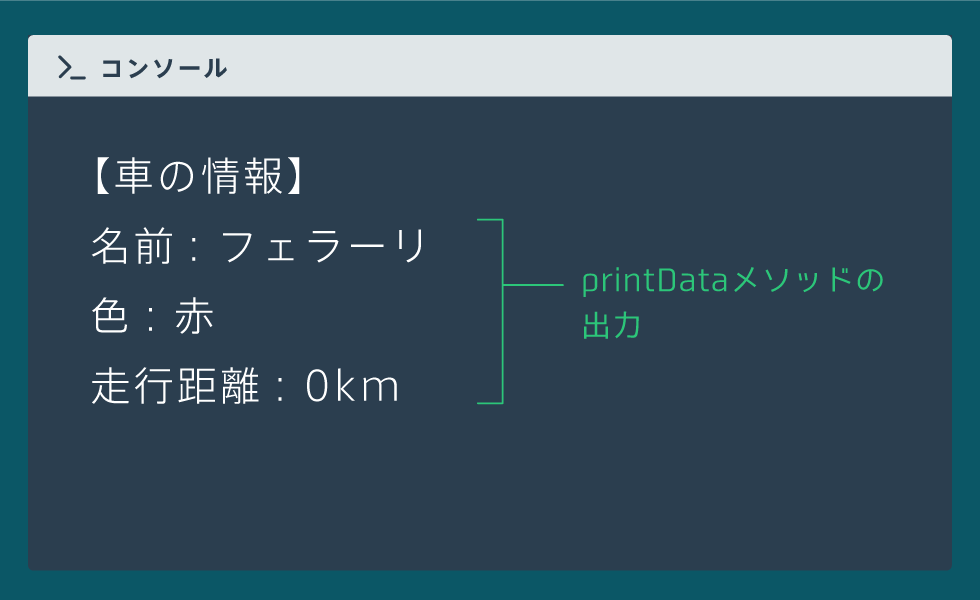 >_ コンソール
【車の情報】
名前 : フェラーリ
色 : 赤
走行距離 : 0km
printDataメソッドの
出力